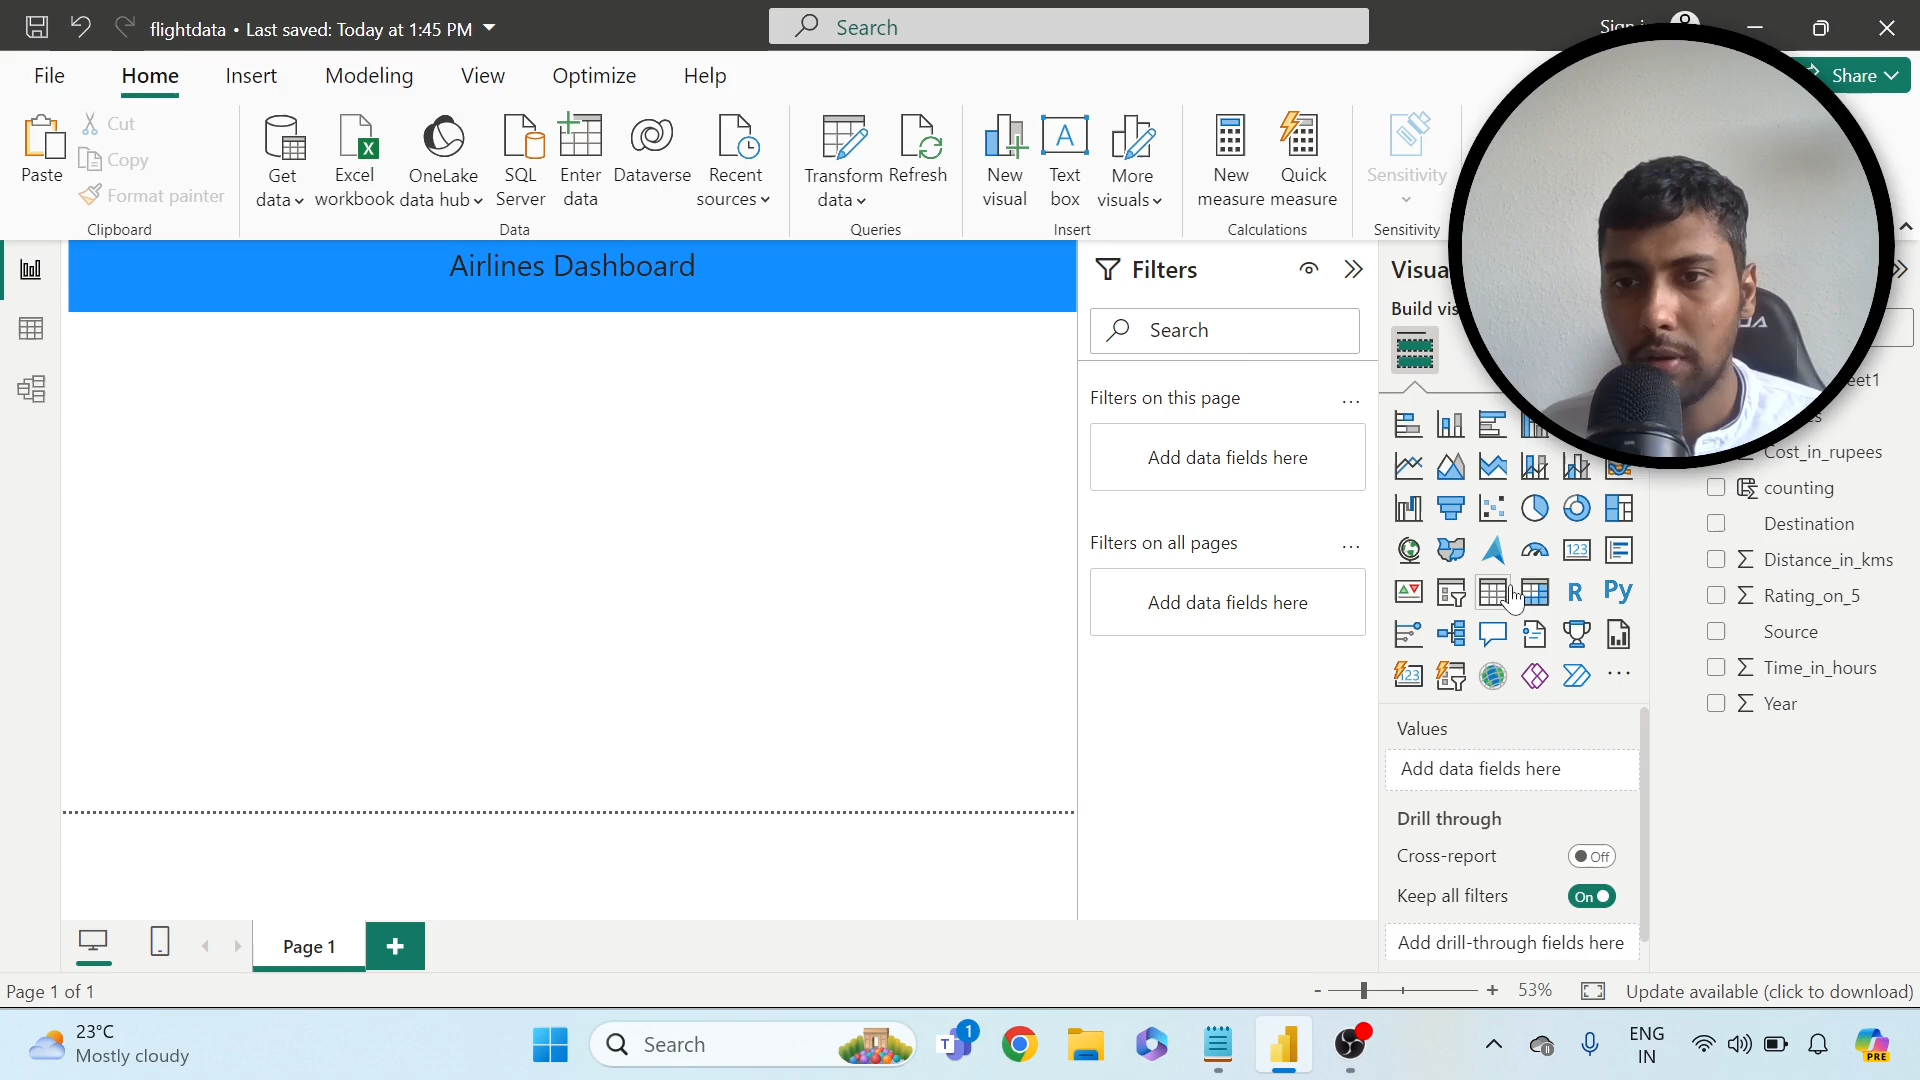 flightdata • Last saved: Today at 1:45 PM
Search
Share
File Home Insert Modeling View Optimize Help
Paste
Cut
Copy
Format painter
Clipboard
Get data
Excel workbook
OneLake data hub
SQL Server
Enter data
Dataverse
Recent sources
Data
Transform data
Refresh
Queries
New visual
Text box
More visuals
Insert
New measure
Quick measure
Calculations
Sensitivity
Sensitivity
Airlines Dashboard
Filters
Search
Filters on this page
...
Add data fields here
Filters on all pages
...
Add data fields here
123
R
Py
123
...
Values
Add data fields here
Drill through
Cross-report
Off
Keep all filters
On
Add drill-through fields here
Cost_in_rupees
counting
Destination
Σ Distance_in_kms
Σ Rating_on_5
Source
Σ Time_in_hours
Σ Year
Page 1
Page 1 of 1
- + 53%
Update available (click to download)
23°C
Mostly cloudy
Search
T
1
ENG
IN
PRE